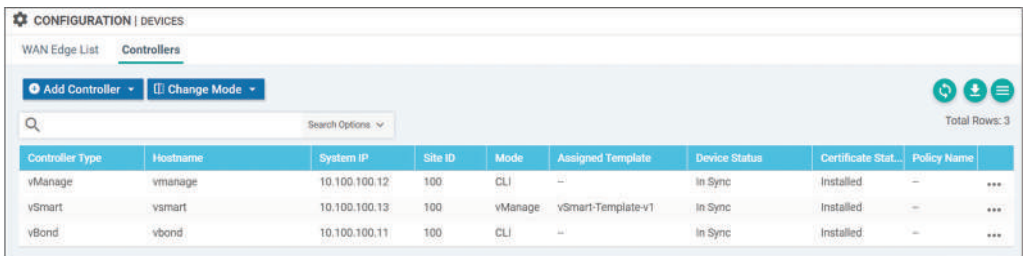 CONFIGURATION | DEVICES
WAN Edge List Controllers
Add Controller Change Mode
Search Options
Total Rows: 3
Controller Type Hostname System IP Site ID Mode Assigned Template Device Status Certificate Stat... Policy Name
vManage vmanage 10.100.100.12 100 CLI -- In Sync Installed -- •••
vSmart vsmart 10.100.100.13 100 vManage vSmart-Template-v1 In Sync Installed -- •••
vBond vbond 10.100.100.11 100 CLI -- In Sync Installed -- •••